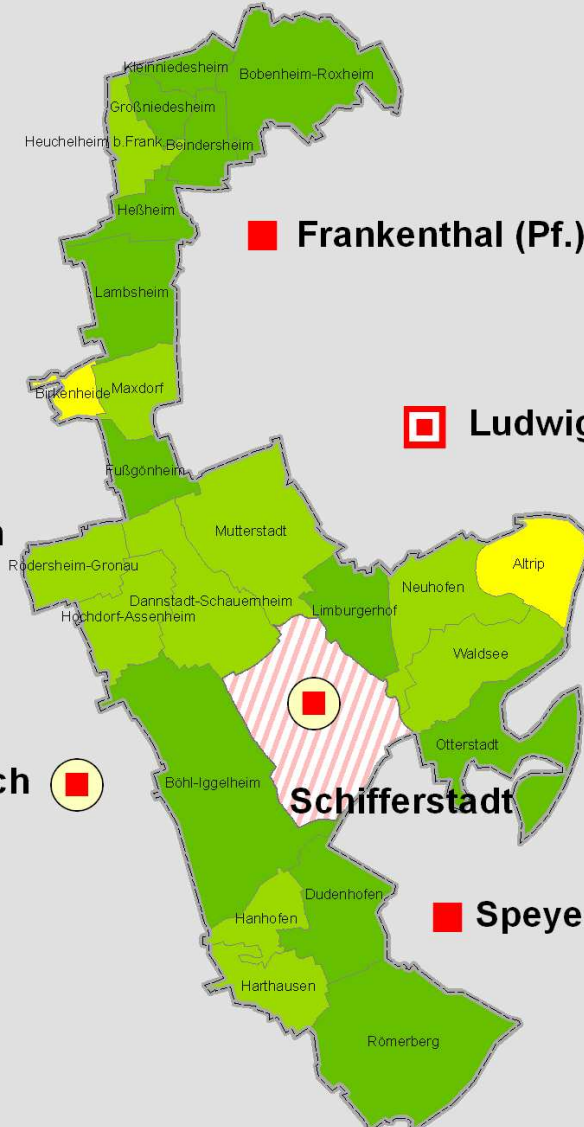 Kleinniedesheim
Bobenheim-Roxheim
Großniedesheim
Heuchelheim b.Frank.
Beindersheim
Heßheim
Frankenthal (Pf.)
Lambsheim
Birkenheide
Maxdorf
Ludwig
Fußgönheim
Mutterstadt
Rödersheim-Gronau
Altrip
Neuhofen
Dannstadt-Schauernheim
Limburgerhof
Hochdorf-Assenheim
Waldsee
Otterstadt
Böhl-Iggelheim
ch
Schifferstadt
Dudenhofen
Hanhofen
Speye
Harthausen
Römerberg